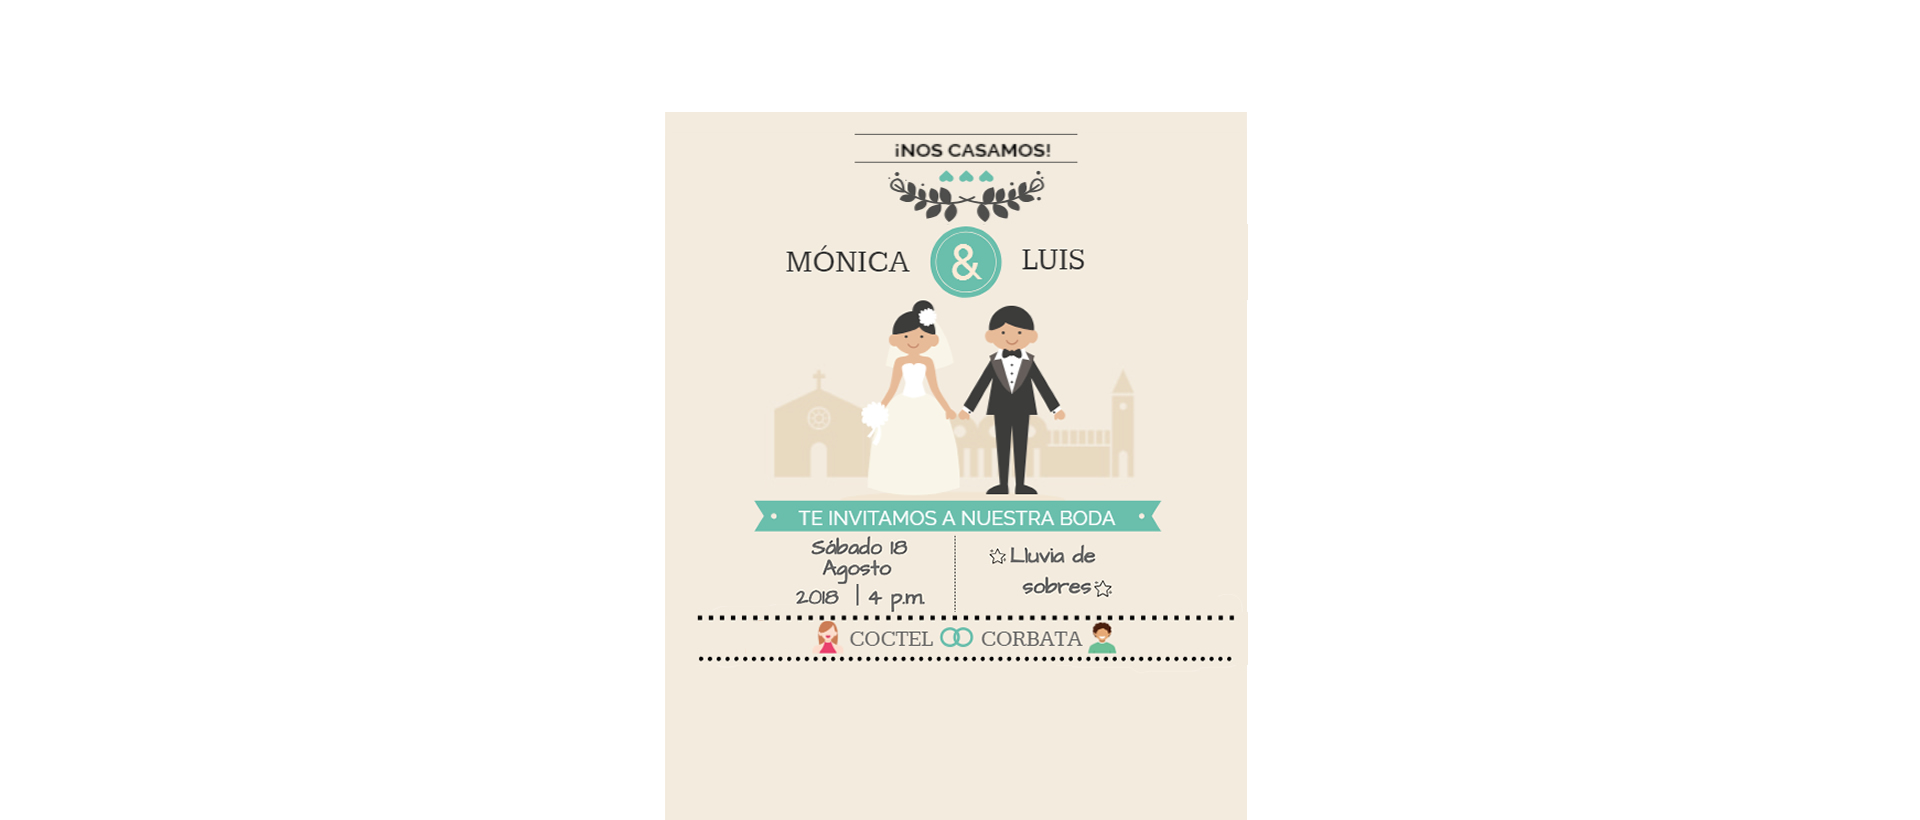 ¡NOS CASAMOS!
MÓNICA & LUIS
TE INVITAMOS A NUESTRA BODA
Sábado 18
Agosto
2018 | 4 p.m.
Lluvia de
sobres
COCTEL CORBATA